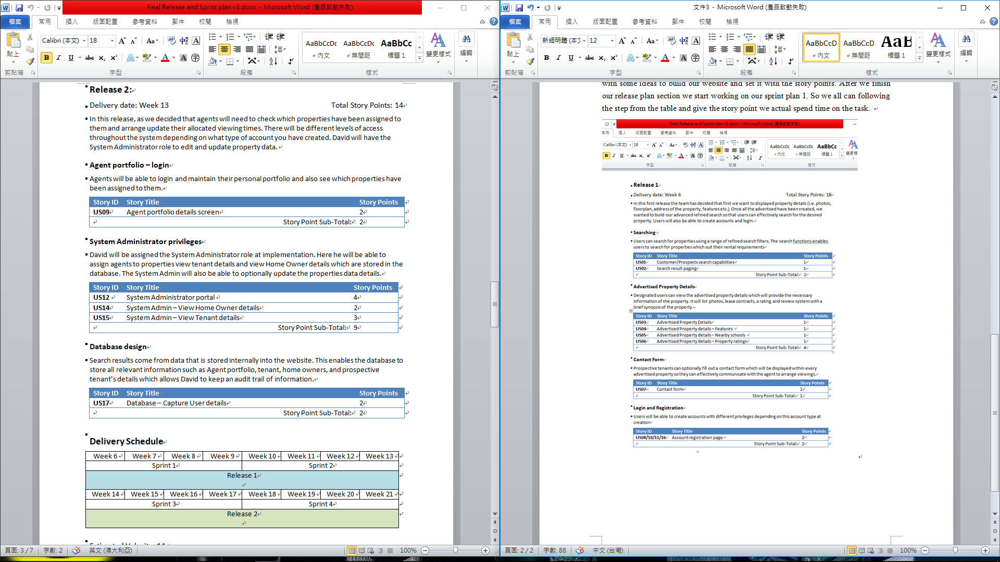 Final Release and Sprint plan v3.docx - Microsoft Word (產品啟動失敗)
檔案 常用 插入 版面配置 參考資料 郵件 校閱 檢視
Calibri (本文) 18
貼上
AaBbCcDc AaBbCcDc AaBbCc
內文 無間距 標題 1
變更樣式 編輯
剪貼簿 字型 段落 樣式
Release 2:
Delivery date: Week 13 Total Story Points: 14
In this release, as we decided that agents will need to check which properties have been assigned to
them and arrange update their allocated viewing times. There will be different levels of access
throughout the system depending on what type of account you have created. David will have the
System Administrator role to edit and update property data.
Agent portfolio – login
Agents will be able to login and maintain their personal portfolio and also see which properties have
been assigned to them.
Story ID Story Title Story Points
US09 Agent portfolio details screen 2
Story Point Sub-Total: 2
System Administrator privileges
David will be assigned the System Administrator role at implementation. Here he will be able to
assign agents to properties view tenant details and view Home Owner details which are stored in the
database. The System Admin will also be able to optionally update the properties data details.
Story ID Story Title Story Points
US12 System Administrator portal 4
US14 System Admin – View Home Owner details 2
US15 System Admin – View Tenant details 3
Story Point Sub-Total: 9
Database design
Search results come from data that is stored internally into the website. This enables the database to
store all relevant information such as Agent portfolio, tenant, home owners, and prospective
tenant's details which allows David to keep an audit trail of information.
Story ID Story Title Story Points
US17 Database – Capture User details 2
Story Point Sub-Total: 2
Delivery Schedule
Week 6 Week 7 Week 8 Week 9 Week 10 Week 11 Week 12 Week 13
Sprint 1 Sprint 2
Release 1
Week 14 Week 15 Week 16 Week 17 Week 18 Week 19 Week 20 Week 21
Sprint 3 Sprint 4
Release 2
頁面: 3 / 7 字數: 2 英文 (澳大利亞) 100%
文件3 - Microsoft Word (產品啟動失敗)
檔案 常用 插入 版面配置 參考資料 郵件 校閱 檢視
新細明體 (本文 12
貼上
AaBbCcD AaBbCcD AaB
內文 無間距 標題 1
變更樣式 編輯
剪貼簿 字型 段落 樣式
with some ideas to build our website and set it with the story points. After we finish
our release plan section we start working on our sprint plan 1. So we all can following
the step from the table and give the story point we actual spend time on the task.
Final Release and Sprint plan v3.docx - Microsoft Word (產品啟動失敗)
常用 插入 版面配置 參考資料 郵件 校閱 檢視
Calibri (本文) 18
AaBbCcDc AaBbCcDc AaBbCc
內文 無間距 標題 1
變更樣
字型 段落 樣式
Release 1
Delivery date: Week 6 Total Story Points: 18
In this first release the team has decided that first we want to displayed property details (i.e. photos,
floorplan, address of the property, features etc.). Once all the advertised have been created, we
wanted to build our advanced refined search so that users can effectively search for the desired
property. Users will also be able to create accounts and login.
Searching
Users can search for properties using a range of refined search filters. The search functions enables
users to search for properties which suit their rental requirements
Story ID Story Title Story Points
US01 Customer/Prospects search capabilities 1
US02 Search result paging 1
Story Point Sub-Total: 2
Advertised Property Details
Designated users can view the advertised property details which will provide the necessary
information of the property. It will list photos, lease contracts, a rating and review system with a
brief synopsis of the property.
Story ID Story Title Story Points
US03 Advertised Property Details 1
US04 Advertised Property details – Features 1
US05 Advertised Property details – Nearby schools 1
US06 Advertised Property details – Property ratings 1
Story Point Sub-Total: 4
Contact Form
Prospective tenants can optionally fill out a contact form which will be displayed within every
advertised property so they can effectively communicate with the agent to arrange viewings.
Story ID Story Title Story Points
US07 Contact form 1
Story Point Sub-Total: 1
Login and Registration
Users will be able to create accounts with different privileges depending on this account type at
creation
Story ID Story Title Story Points
US08/10/11/16 Account registration page 2
Story Point Sub-Total: 2
頁面: 2 / 2 字數: 88 中文 (台灣) 100%